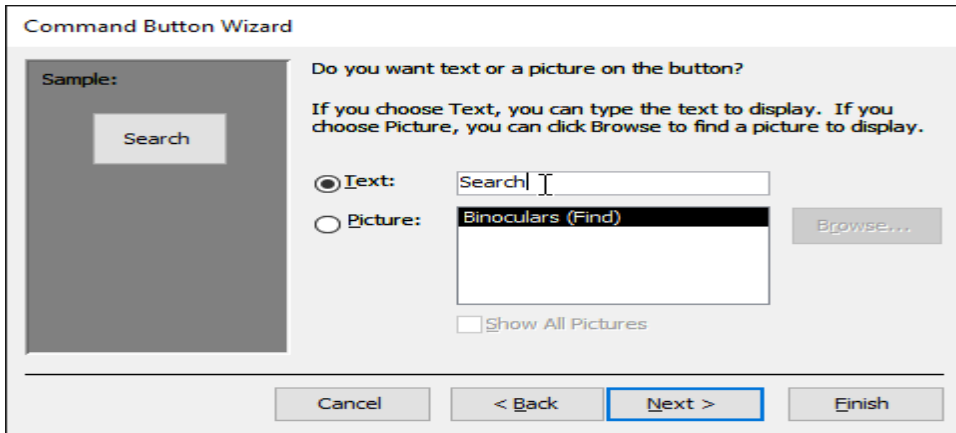 Command Button Wizard
Sample:
Search
Do you want text or a picture on the button?
If you choose Text, you can type the text to display. If you
choose Picture, you can click Browse to find a picture to display.
Text:
Search
Picture:
Binoculars (Find)
Browse...
Show All Pictures
Cancel
< Back
Next >
Finish